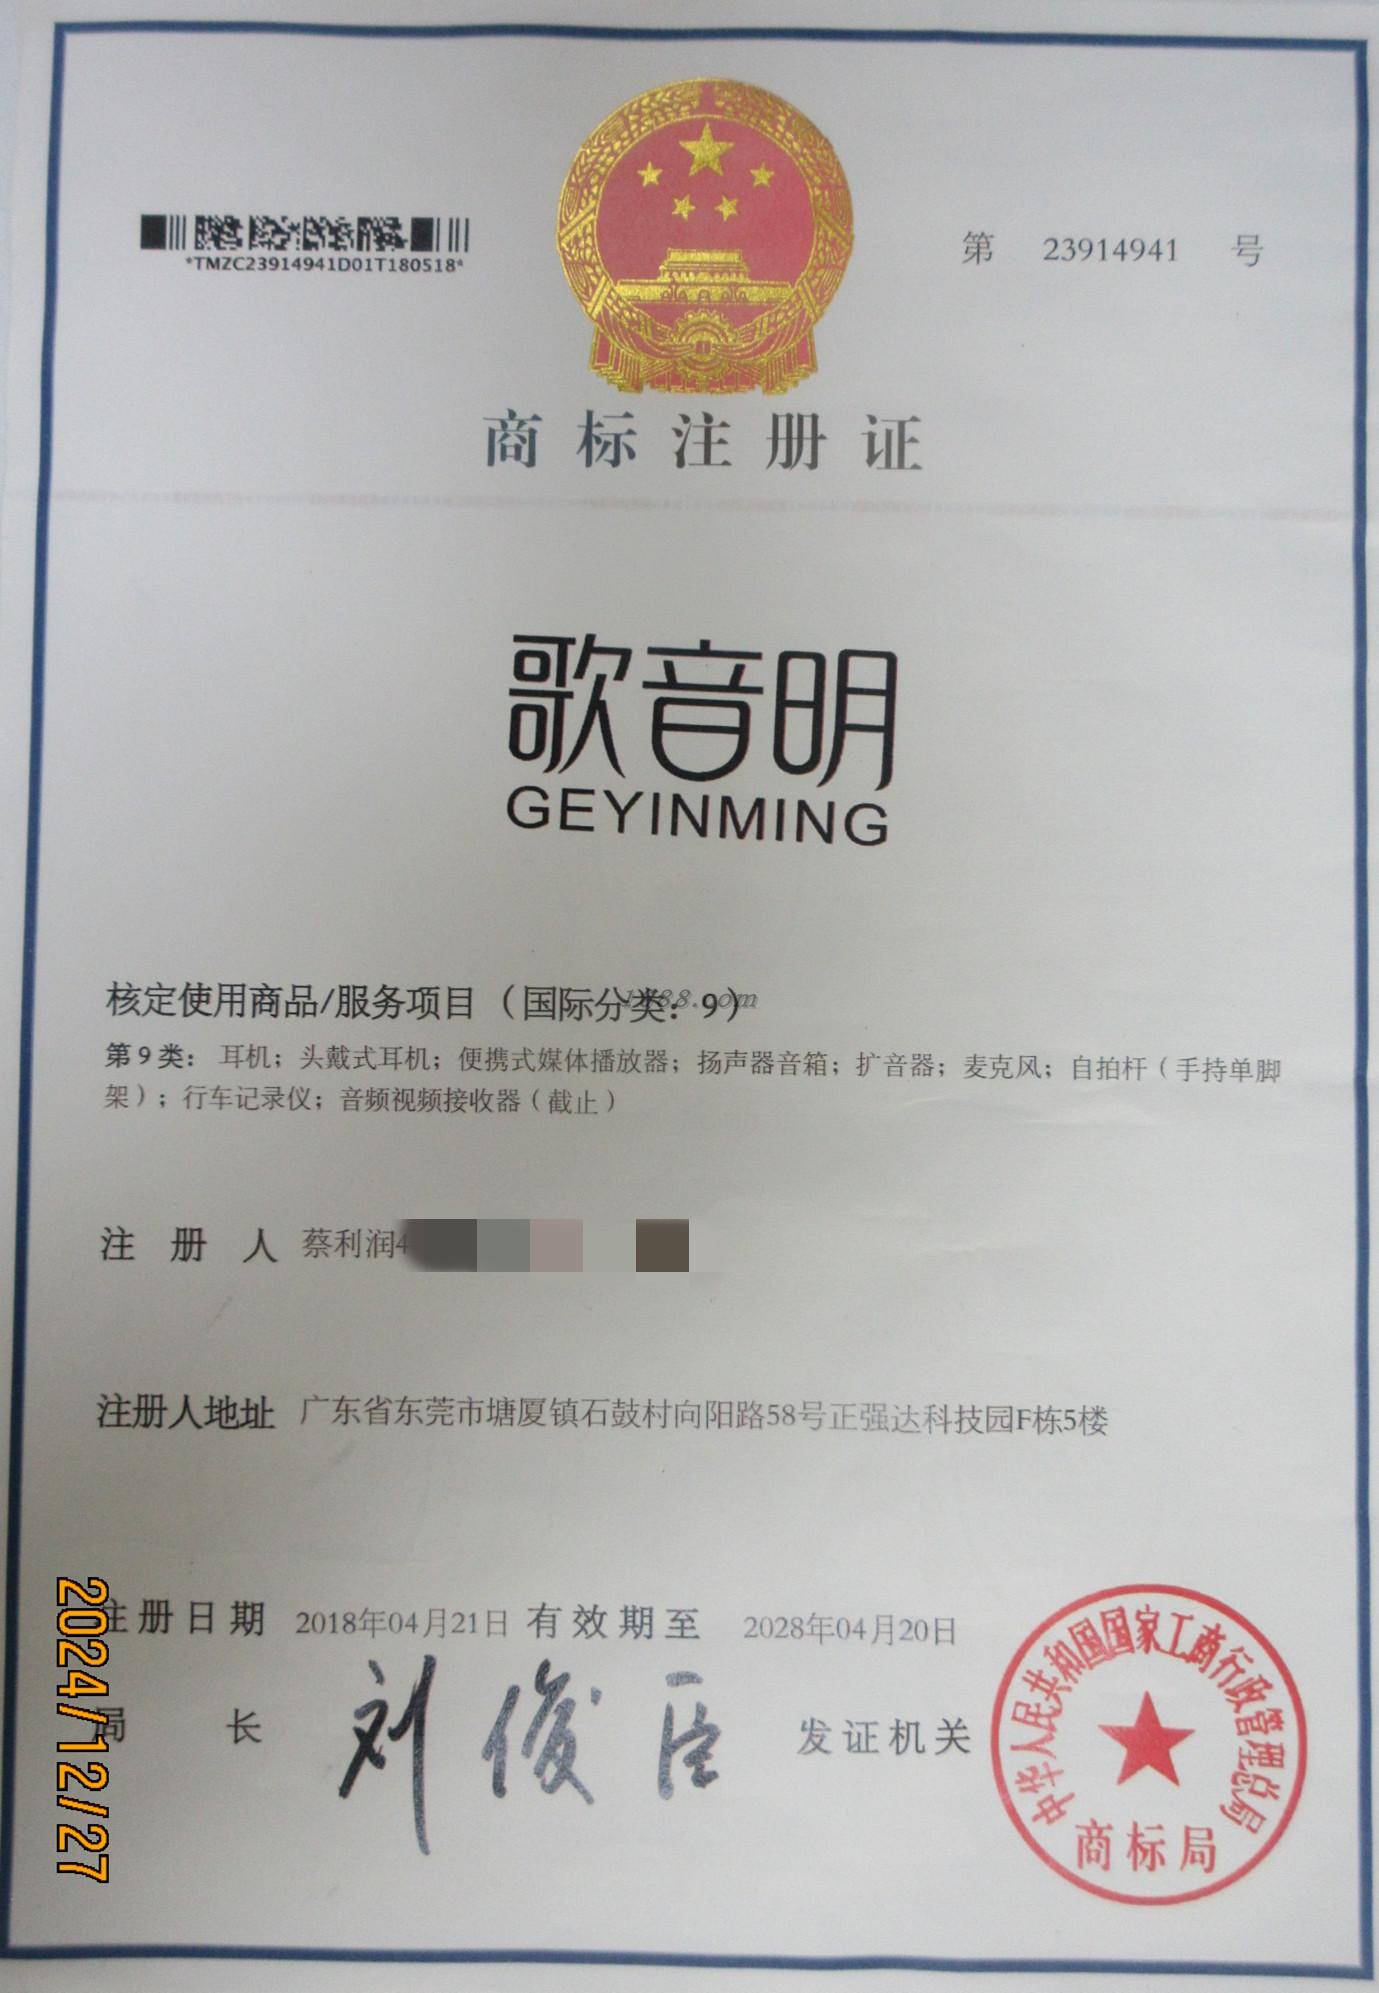 *TMZC23914941D01T180518*
第 23914941 号
商标注册证
歌音明
GEYINMING
核定使用商品/服务项目（国际分类：9）
1688.com
第9类：耳机；头戴式耳机；便携式媒体播放器；扬声器音箱；扩音器；麦克风；自拍杆（手持单脚
架）；行车记录仪；音频视频接收器（截止）
注册人 蔡利润4
注册人地址 广东省东莞市塘厦镇石鼓村向阳路58号正强达科技园F栋5楼
注册日期 2018年04月21日 有效期至 2028年04月20日
局长 刘俊臣 发证机关
中华人民共和国国家工商行政管理总局
商标局
2024/12/27